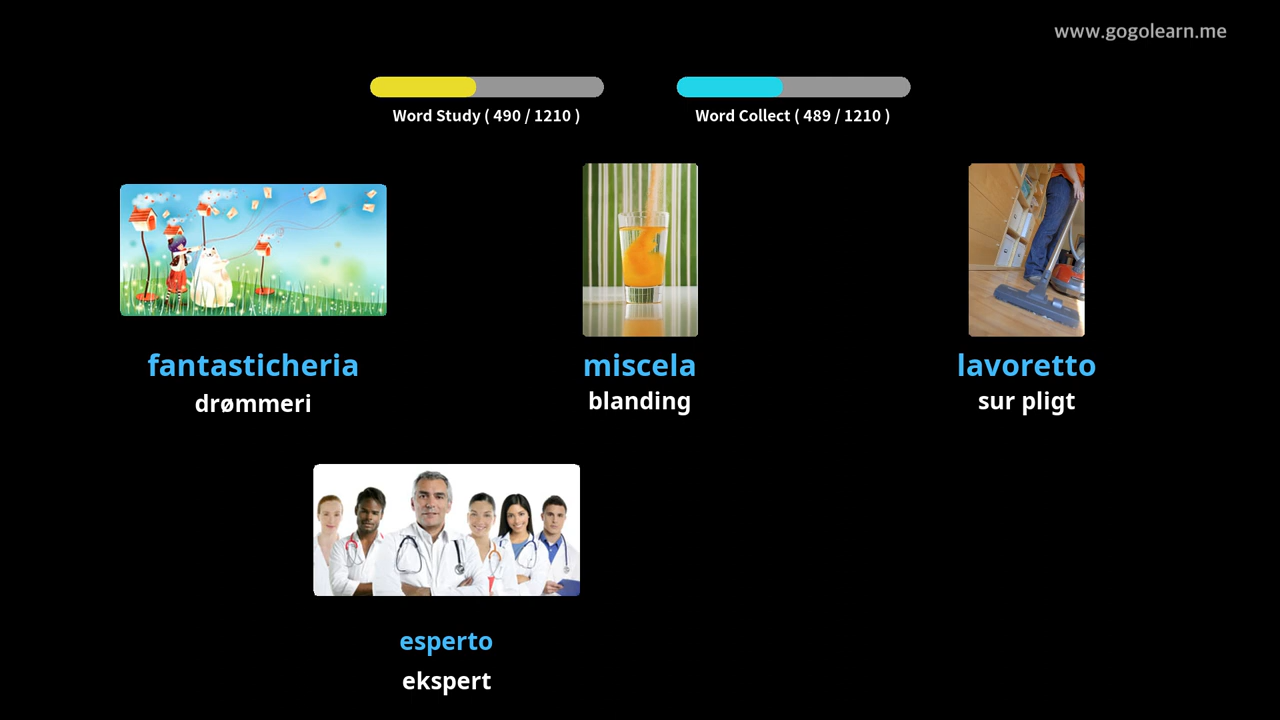 www.gogolearn.me
Word Study ( 490 / 1210 )
Word Collect ( 489 / 1210 )
fantasticheria
drømmeri
miscela
blanding
lavoretto
sur pligt
esperto
ekspert